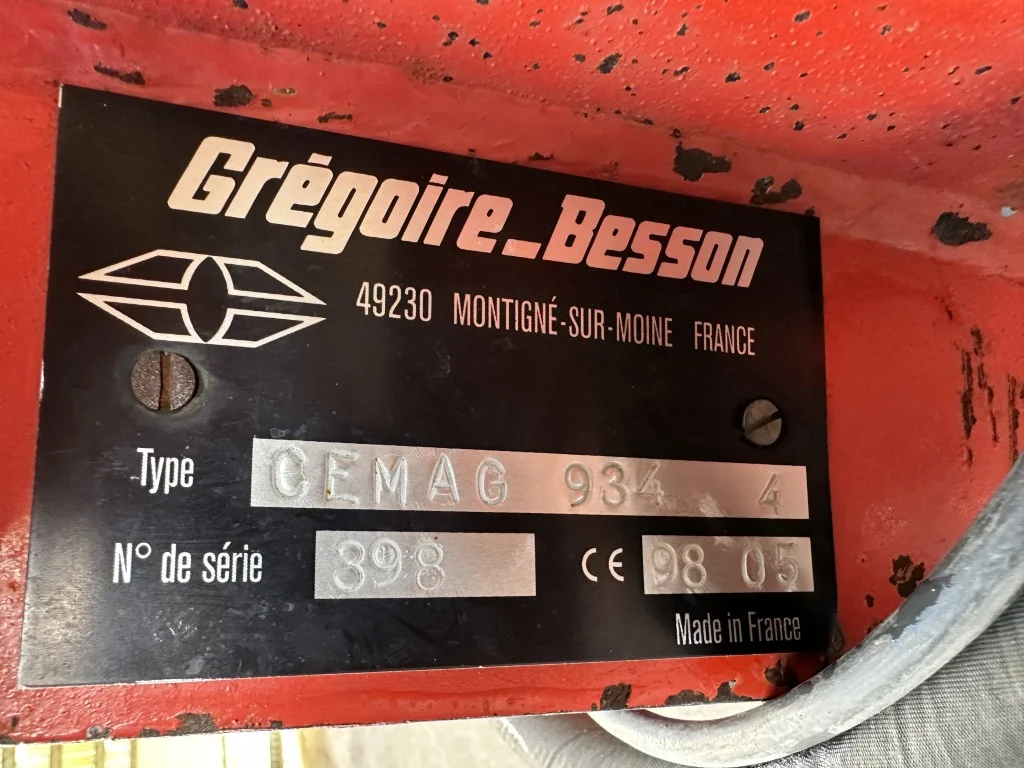 Grégoire_Besson
49230 MONTIGNÉ-SUR-MOINE FRANCE
Type CEMAG 934 4
N° de série 398 CE 98 05
Made in France